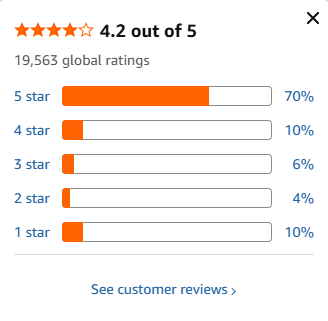 4.2 out of 5
19,563 global ratings
5 star 70%
4 star 10%
3 star 6%
2 star 4%
1 star 10%
See customer reviews ›